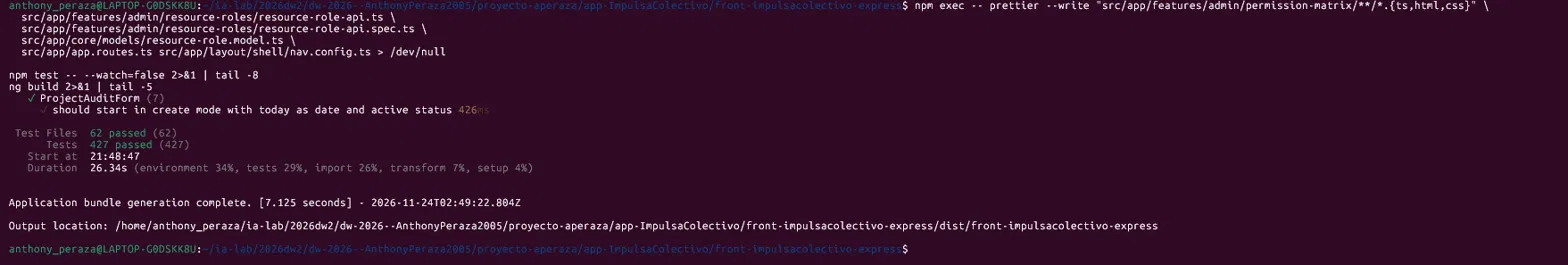 anthony_peraza@LAPTOP-G0DSKK8U:~/ia-lab/2026dw2/dw-2026--AnthonyPeraza2005/proyecto-aperaza/app-ImpulsaColectivo/front-impulsacolectivo-express$ npm exec -- prettier --write "src/app/features/admin/permission-matrix/**/*.{ts,html,css}" \
src/app/features/admin/resource-roles/resource-role-api.ts \
src/app/features/admin/resource-roles/resource-role-api.spec.ts \
src/app/core/models/resource-role.model.ts \
src/app/app.routes.ts src/app/layout/shell/nav.config.ts > /dev/null
npm test -- --watch=false 2>&1 | tail -8
ng build 2>&1 | tail -5
✓ ProjectAuditForm (7)
✓ should start in create mode with today as date and active status 426ms
Test Files 62 passed (62)
Tests 427 passed (427)
Start at 21:48:47
Duration 26.34s (environment 34%, tests 29%, import 26%, transform 7%, setup 4%)
Application bundle generation complete. [7.125 seconds] - 2026-11-24T02:49:22.804Z
Output location: /home/anthony_peraza/ia-lab/2026dw2/dw-2026--AnthonyPeraza2005/proyecto-aperaza/app-ImpulsaColectivo/front-impulsacolectivo-express/dist/front-impulsacolectivo-express
anthony_peraza@LAPTOP-G0DSKK8U:~/ia-lab/2026dw2/dw-2026--AnthonyPeraza2005/proyecto-aperaza/app-ImpulsaColectivo/front-impulsacolectivo-express$